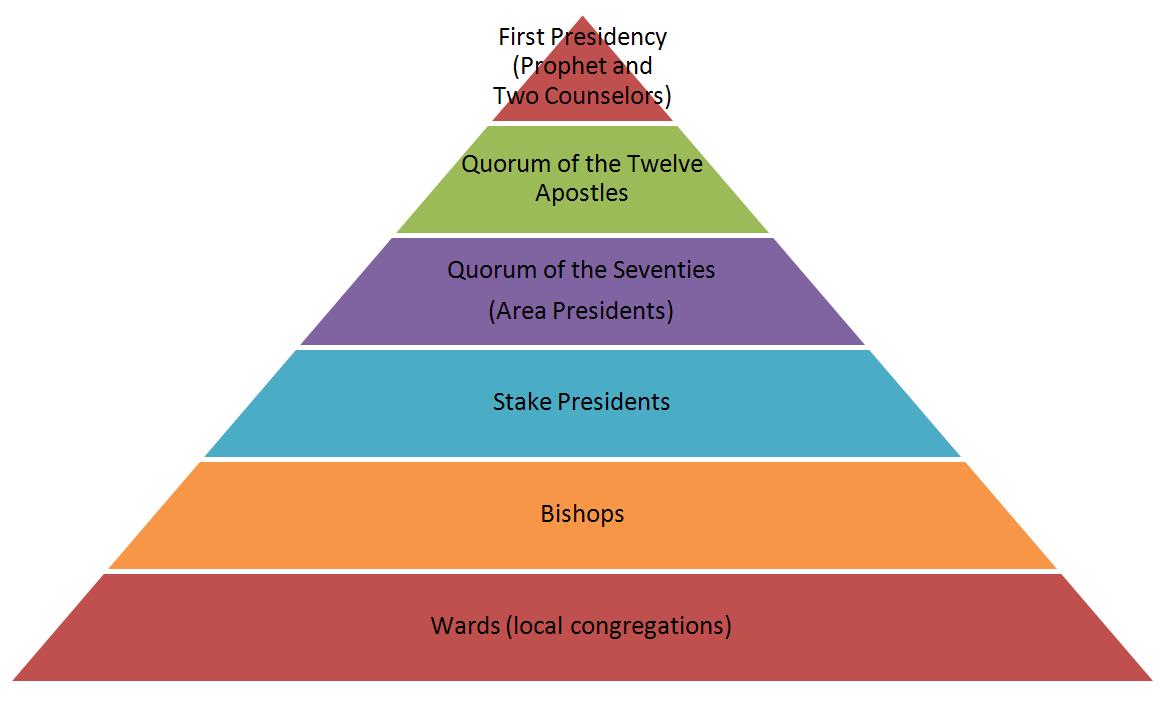 First Presidency
(Prophet and
Two Counselors)
Quorum of the Twelve
Apostles
Quorum of the Seventies
(Area Presidents)
Stake Presidents
Bishops
Wards (local congregations)